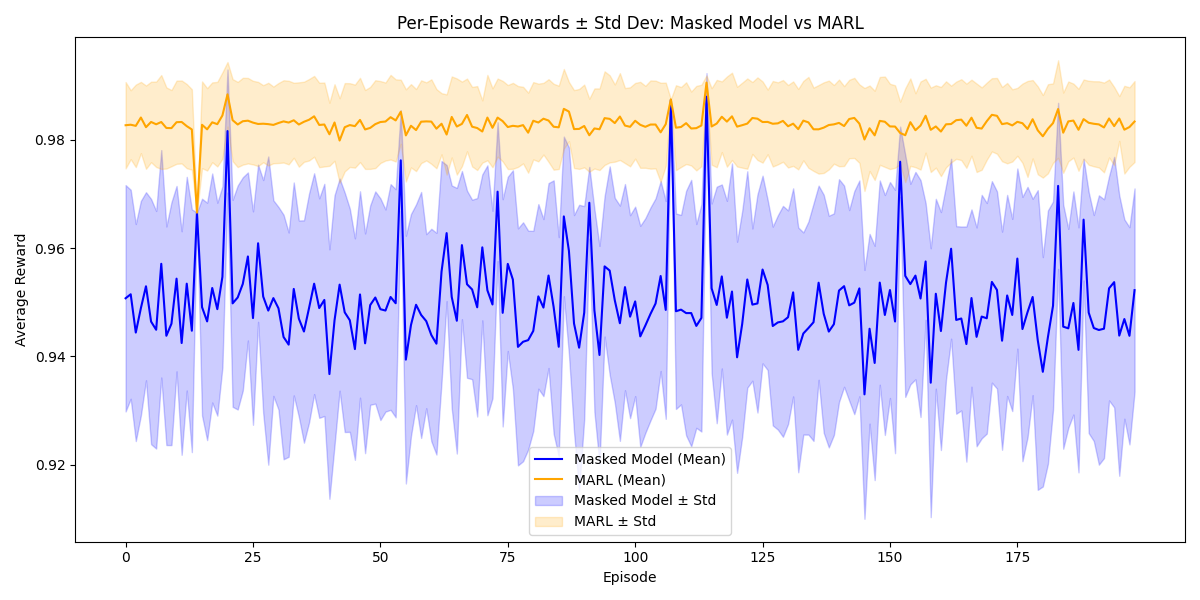 Per-Episode Rewards ± Std Dev: Masked Model vs MARL
Average Reward
0.98
0.96
0.94
0.92
Masked Model (Mean)
MARL (Mean)
Masked Model ± Std
MARL ± Std
0 25 50 75 100 125 150 175
Episode